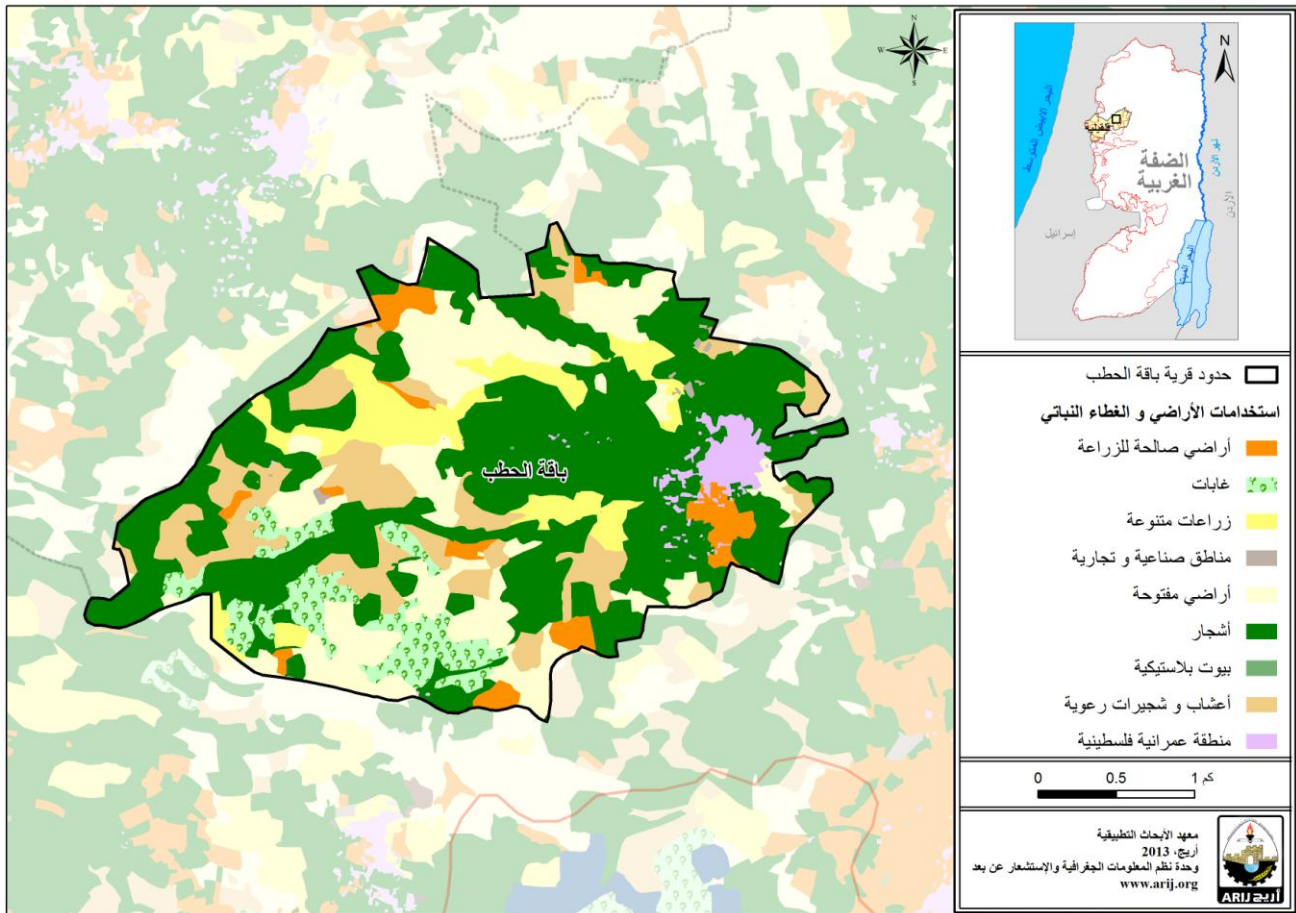 باقة الحطب
N
W
E
S
N
البحر الابيض المتوسط
قلقيلية
الضفة
الغربية
نهر الأردن
الأردن
إسرائيل
البحر الميت
حدود قرية باقة الحطب
استخدامات الأراضي و الغطاء النباتي
أراضي صالحة للزراعة
غابات
زراعات متنوعة
مناطق صناعية و تجارية
أراضي مفتوحة
أشجار
بيوت بلاستيكية
أعشاب و شجيرات رعوية
منطقة عمرانية فلسطينية
0 0.5 1 كم
معهد الأبحاث التطبيقية
أريج، 2013
وحدة نظم المعلومات الجغرافية والإستشعار عن بعد
www.arij.org
ARIJ أريج